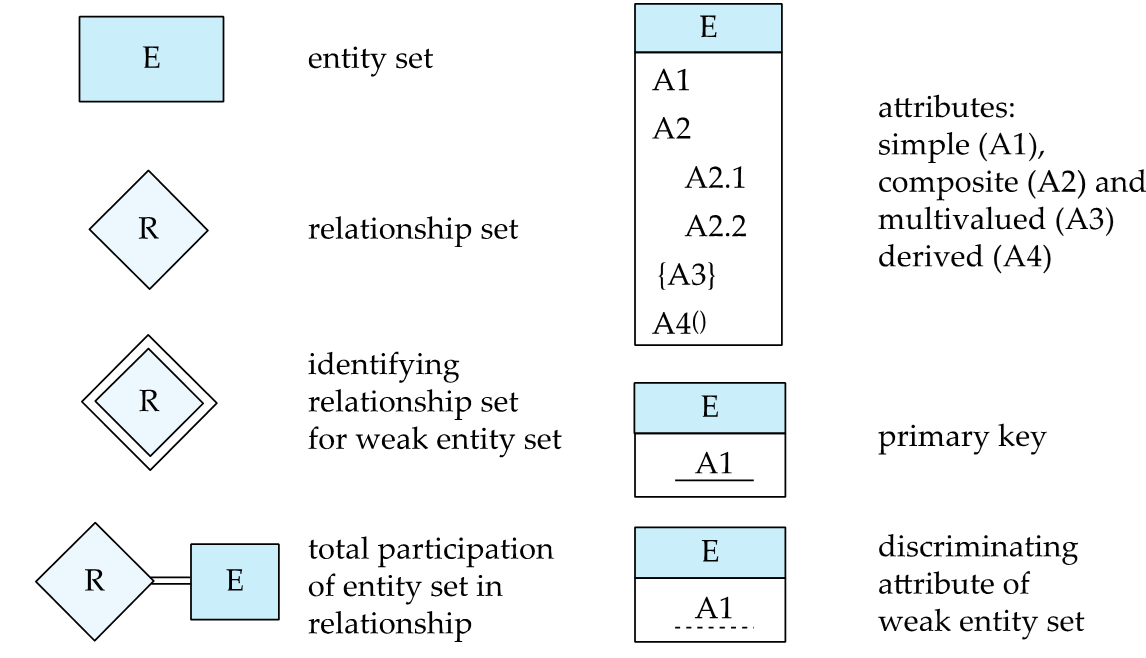 E
entity set
R
relationship set
R
identifying
relationship set
for weak entity set
R
E
total participation
of entity set in
relationship
E
A1
A2
A2.1
A2.2
{A3}
A4()
attributes:
simple (A1),
composite (A2) and
multivalued (A3)
derived (A4)
E
A1
primary key
E
A1
discriminating
attribute of
weak entity set